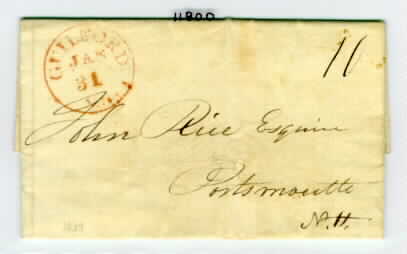 11800
GUILFORD
JAN
31
10
John Rice Esquire
Portsmouth
N.H.